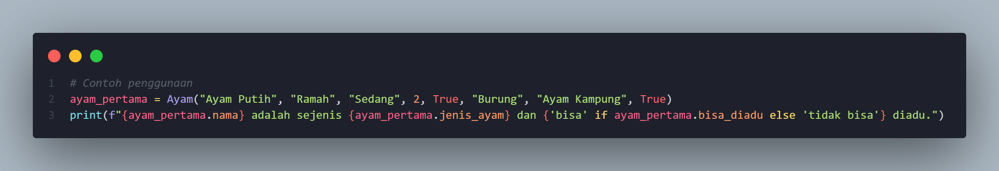 1 # Contoh penggunaan
2 ayam_pertama = Ayam("Ayam Putih", "Ramah", "Sedang", 2, True, "Burung", "Ayam Kampung", True)
3 print(f"{ayam_pertama.nama} adalah sejenis {ayam_pertama.jenis_ayam} dan {'bisa' if ayam_pertama.bisa_diadu else 'tidak bisa'} diadu.")